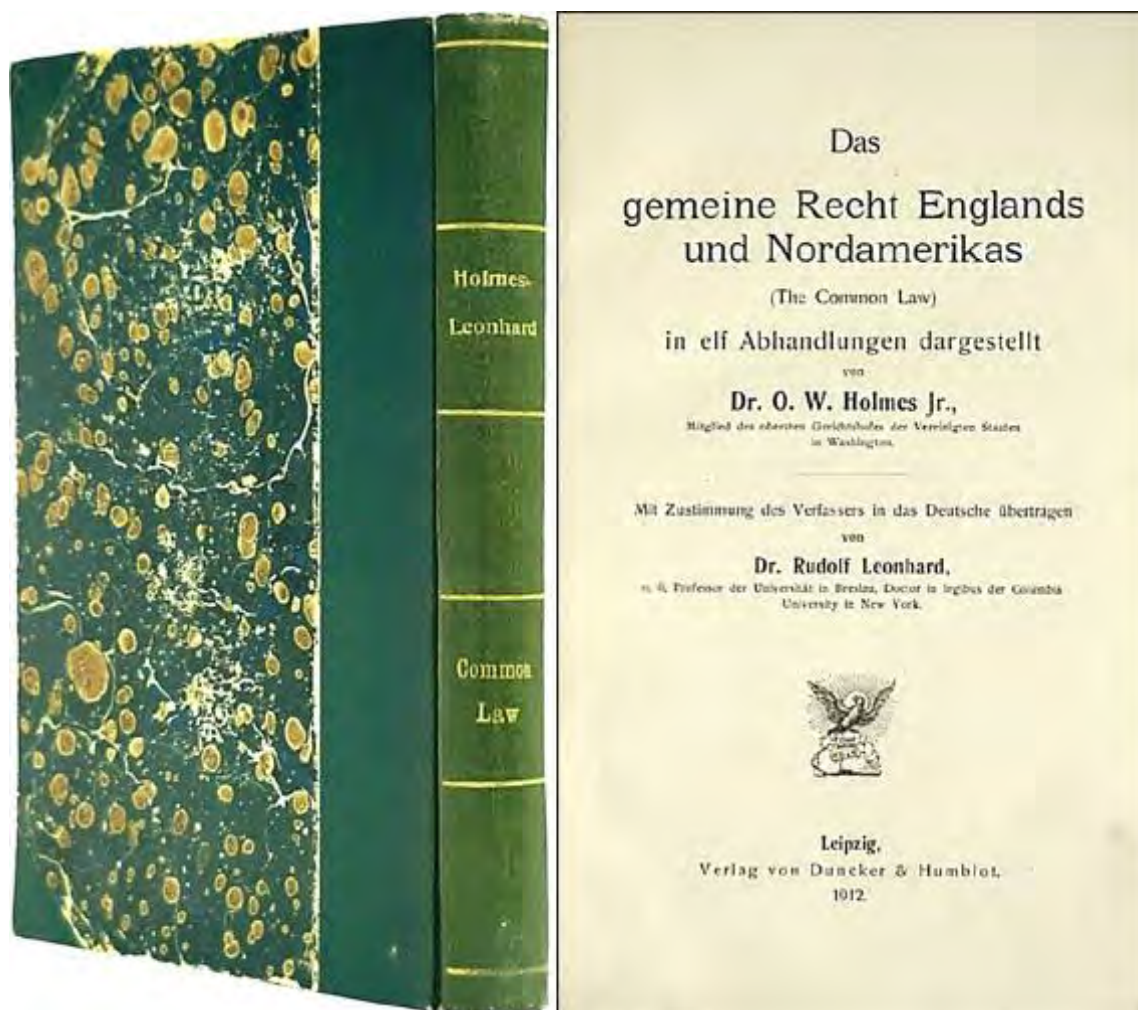 Holmes-
Leonhard
Common
Law
Das
gemeine Recht Englands
und Nordamerikas
(The Common Law)
in elf Abhandlungen dargestellt
von
Dr. O. W. Holmes Jr.,
Mitglied des obersten Gerichtshofes der Vereinigten Staaten
in Washington.
Mit Zustimmung des Verfassers in das Deutsche übertragen
von
Dr. Rudolf Leonhard,
o. ö. Professor der Universität in Breslau, Doctor in legibus der Columbia
University in New York.
Leipzig,
Verlag von Duncker & Humblot.
1912.